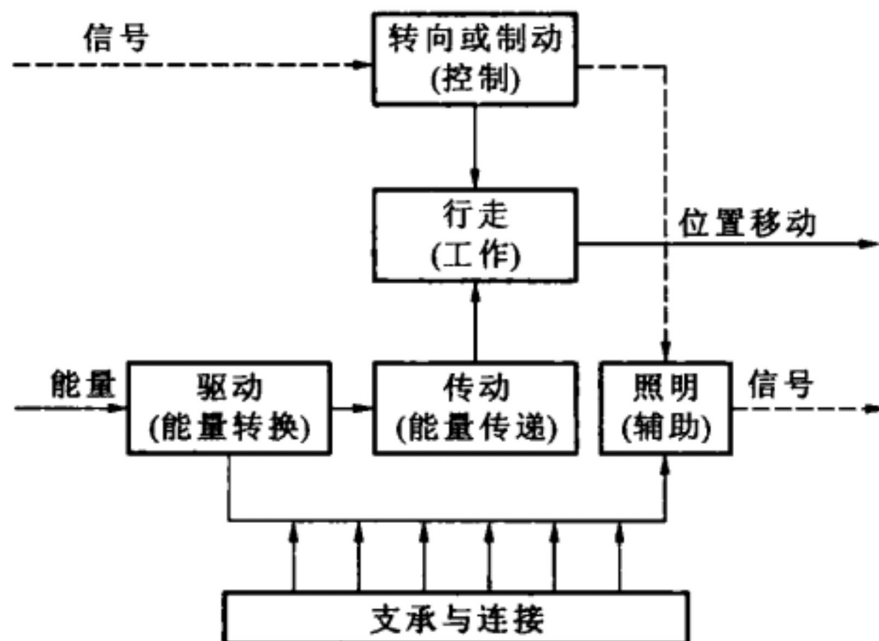 信号
转向或制动
(控制)
行走
(工作)
位置移动
能量
驱动
(能量转换)
传动
(能量传递)
照明
(辅助)
信号
支承与连接